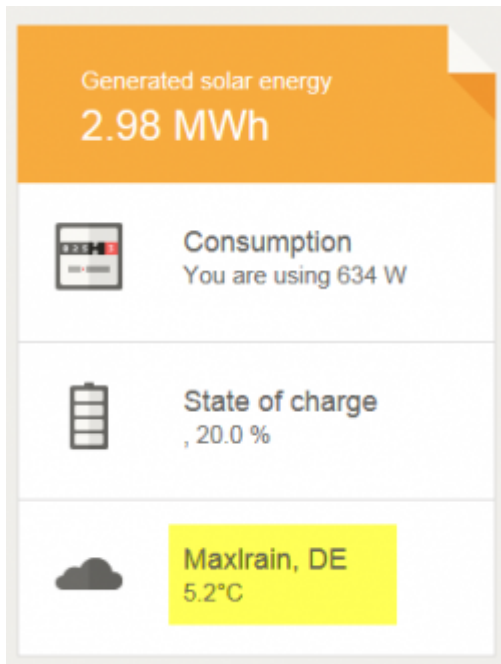 Generated solar energy
2.98 MWh
Consumption
You are using 634 W
State of charge
, 20.0 %
Maxlrain, DE
5.2°C